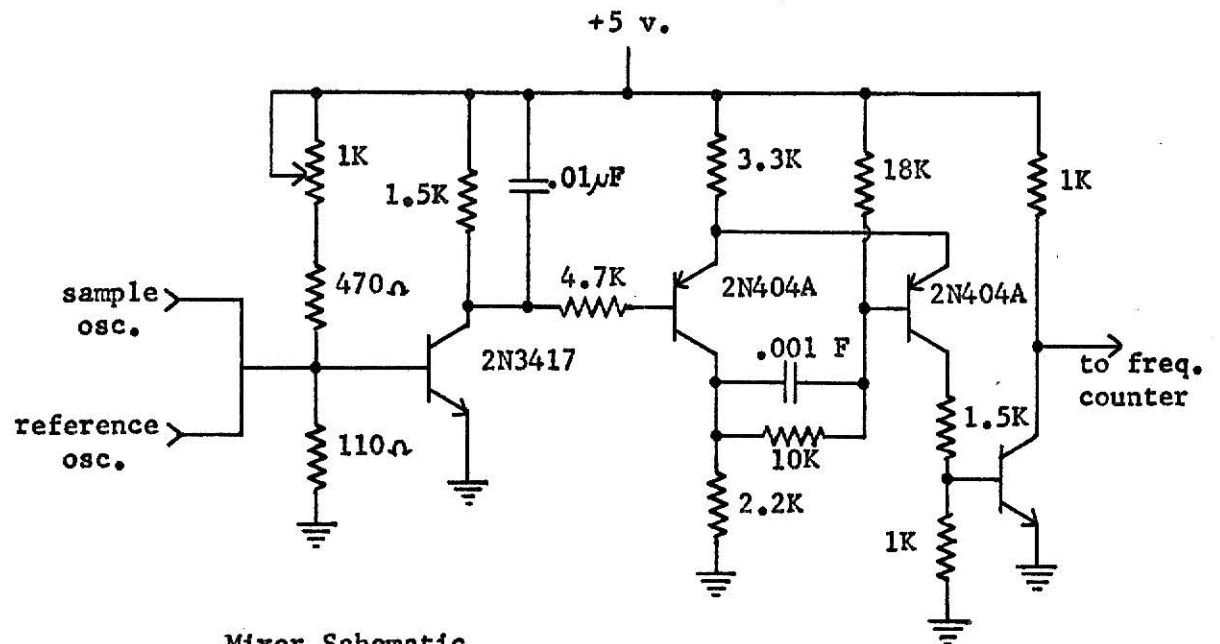 +5 v.
1K
1.5K
.01μF
3.3K
18K
1K
470Ω
4.7K
2N404A
2N404A
sample
osc.
2N3417
.001 F
to freq.
counter
reference
osc.
110Ω
10K
1.5K
2.2K
1K
Mixer Schematic